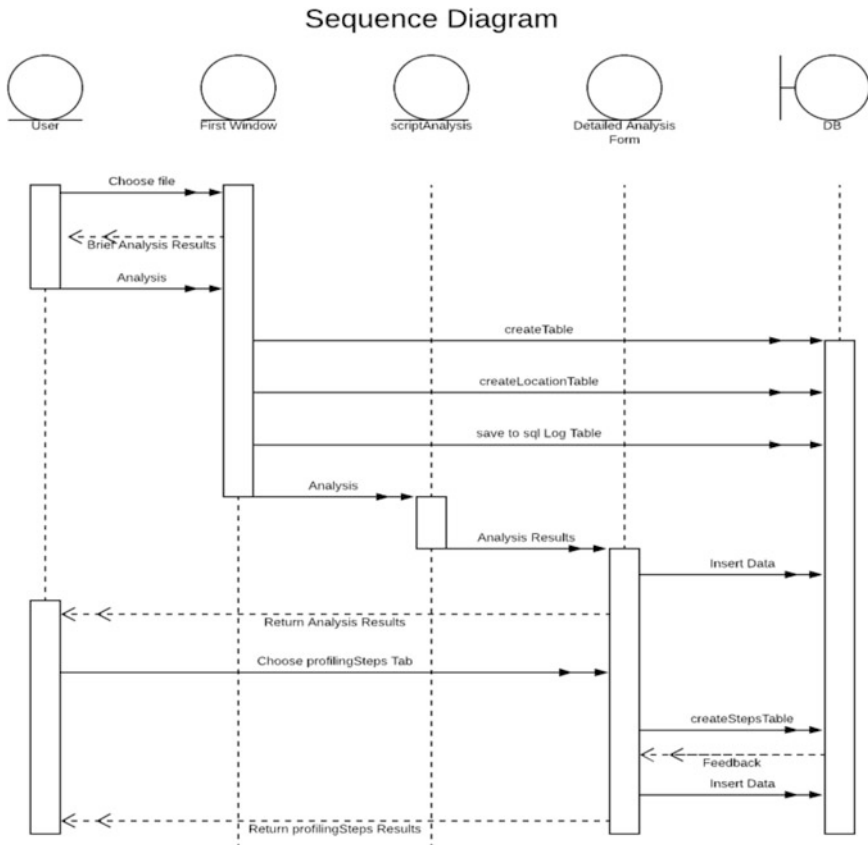 Sequence Diagram
User
First Window
scriptAnalysis
Detailed Analysis
Form
DB
Choose file
Brief Analysis Results
Analysis
createTable
createLocationTable
save to sql Log Table
Analysis
Analysis Results
Insert Data
Return Analysis Results
Choose profilingSteps Tab
createStepsTable
Feedback
Insert Data
Return profilingSteps Results